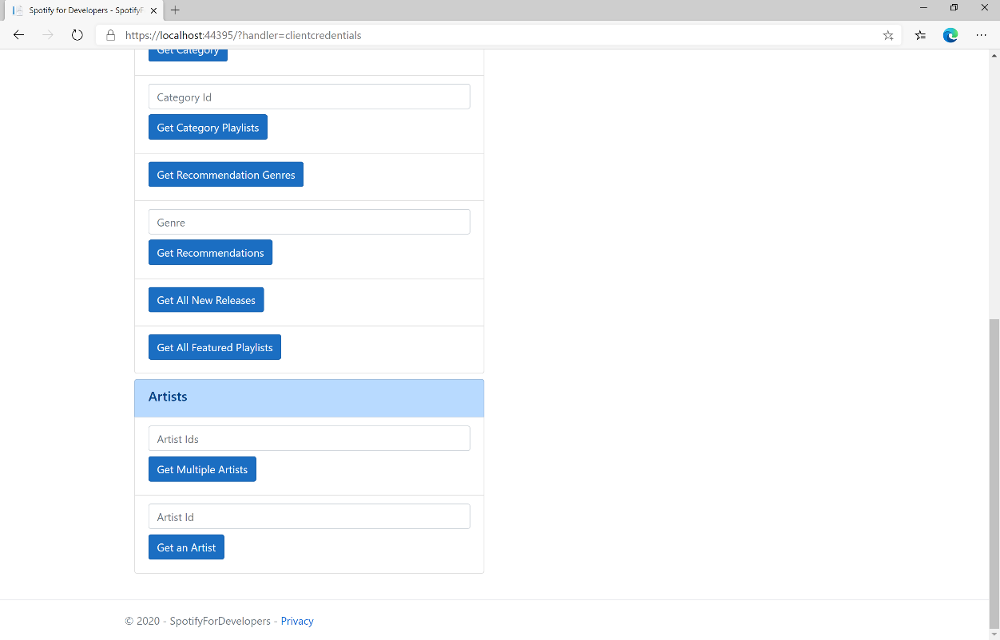 Spotify for Developers - SpotifyF
https://localhost:44395/?handler=clientcredentials
Get Category
Category Id
Get Category Playlists
Get Recommendation Genres
Genre
Get Recommendations
Get All New Releases
Get All Featured Playlists
Artists
Artist Ids
Get Multiple Artists
Artist Id
Get an Artist
© 2020 - SpotifyForDevelopers - Privacy